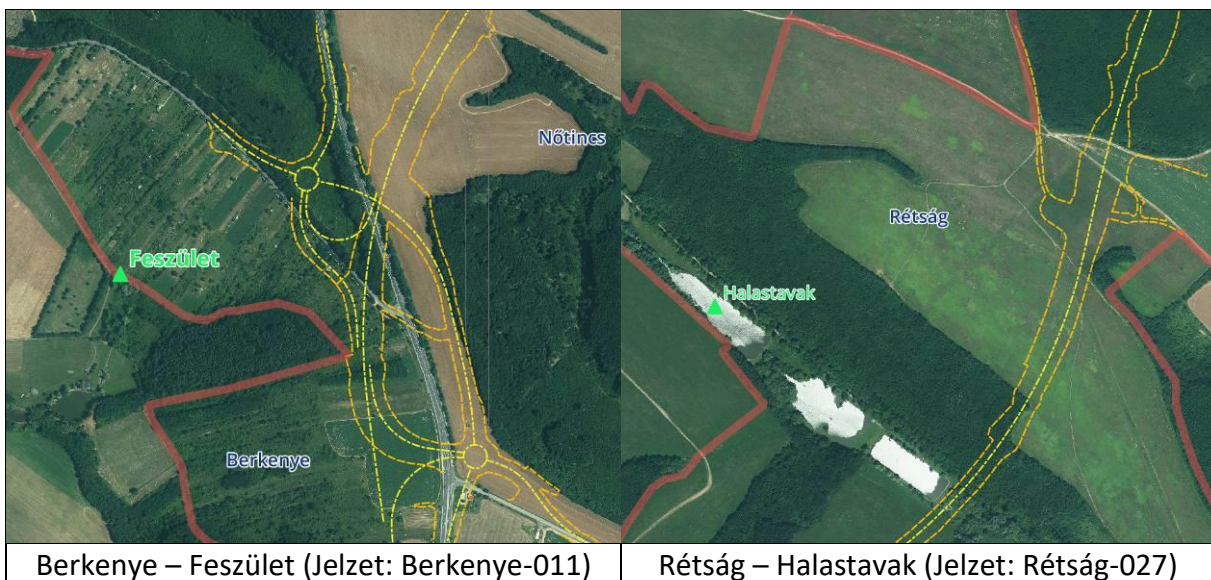 Nőtincs
Feszület
Berkenye
Rétság
Halastavak
Berkenye – Feszület (Jelzet: Berkenye-011)
Rétság – Halastavak (Jelzet: Rétság-027)